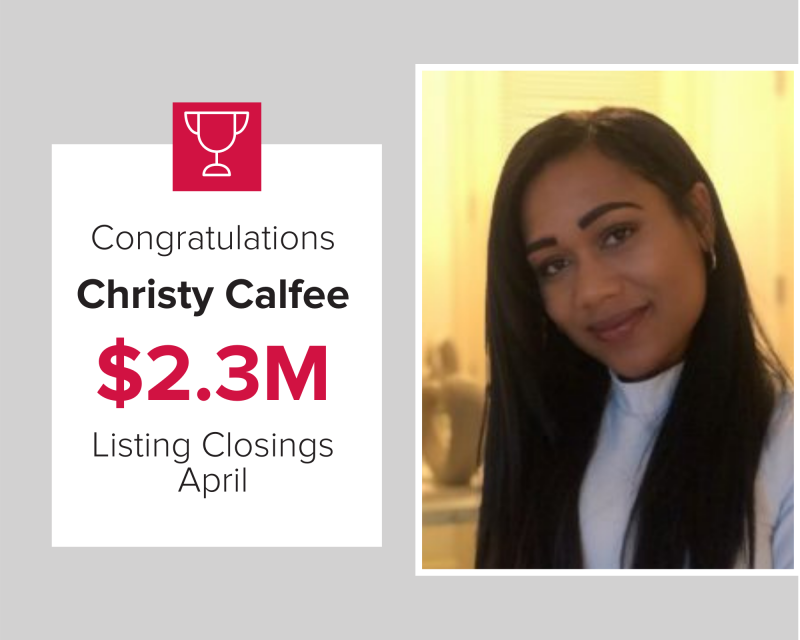 Congratulations
Christy Calfee
$2.3M
Listing Closings
April